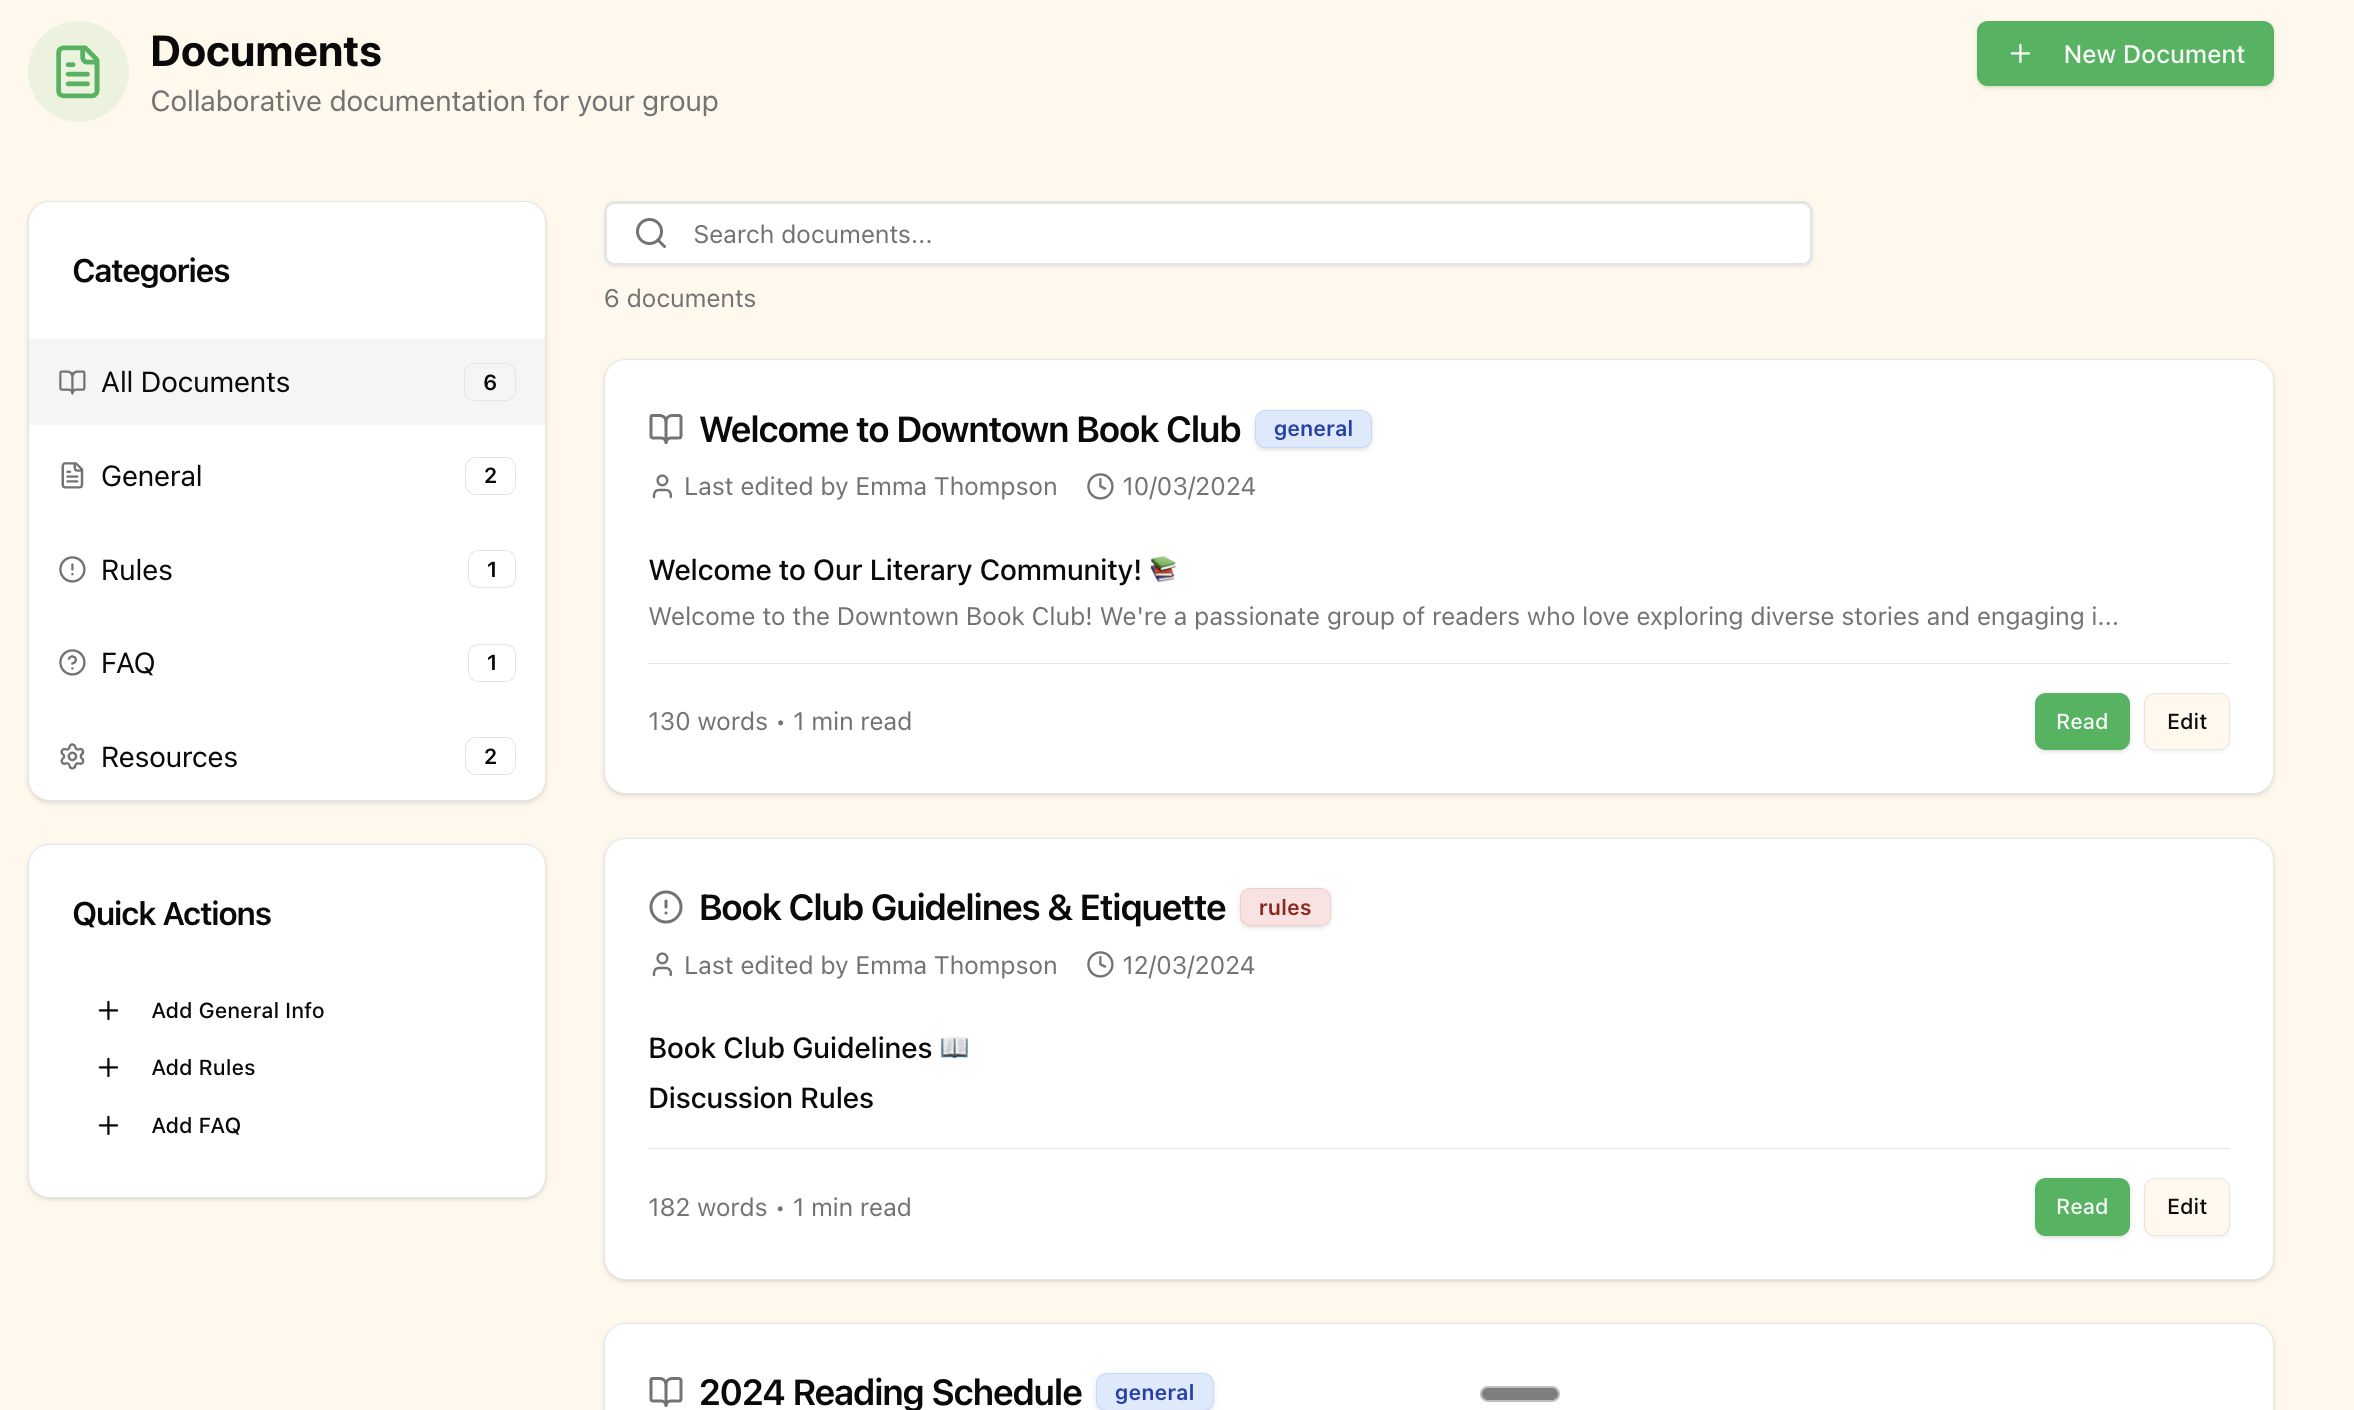 Documents
Collaborative documentation for your group
New Document
Categories
All Documents 6
General 2
Rules 1
FAQ 1
Resources 2
Quick Actions
Add General Info
Add Rules
Add FAQ
Search documents...
6 documents
Welcome to Downtown Book Club general
Last edited by Emma Thompson 10/03/2024
Welcome to Our Literary Community! 📚
Welcome to the Downtown Book Club! We're a passionate group of readers who love exploring diverse stories and engaging i...
130 words • 1 min read Read Edit
Book Club Guidelines & Etiquette rules
Last edited by Emma Thompson 12/03/2024
Book Club Guidelines 📖
Discussion Rules
182 words • 1 min read Read Edit
2024 Reading Schedule general